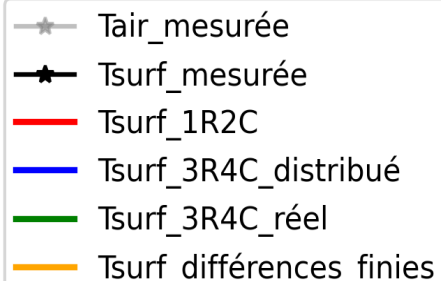 Tair_mesurée
Tsurf_mesurée
Tsurf_1R2C
Tsurf_3R4C_distribué
Tsurf_3R4C_réel
Tsurf_différences_finies